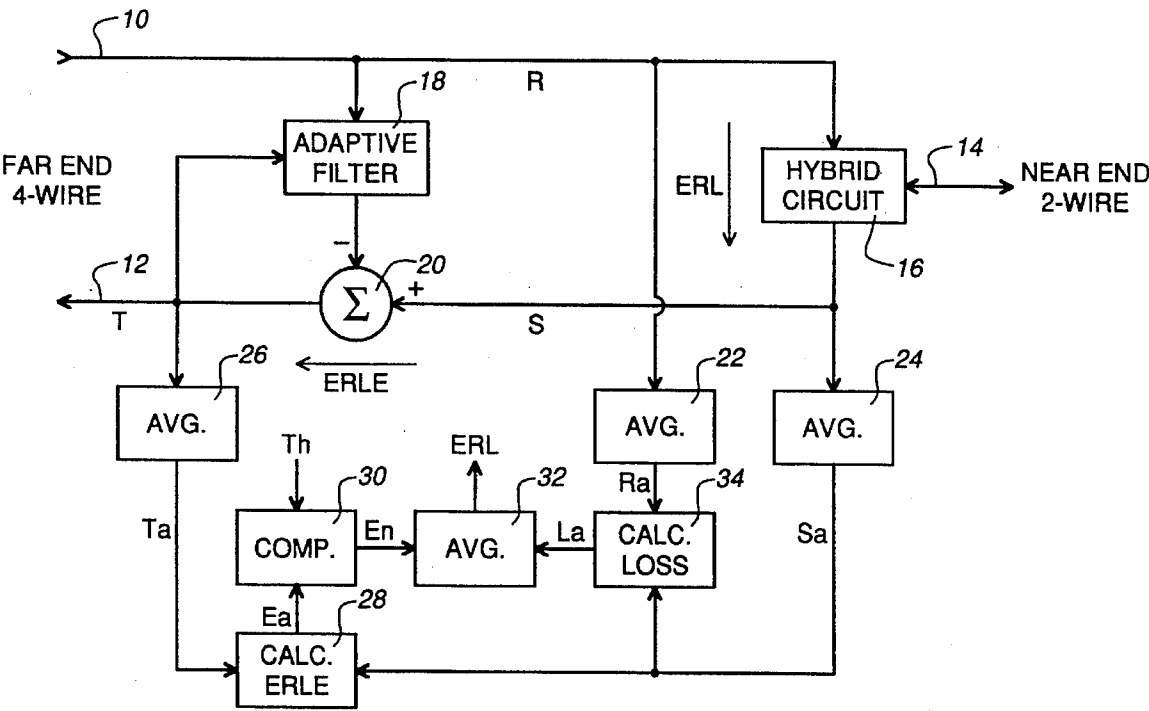 10
R
18
ADAPTIVE
FILTER
FAR END
4-WIRE
ERL
HYBRID
CIRCUIT
14
NEAR END
2-WIRE
16
−
12
T
20
Σ
+
S
ERLE
26
AVG.
22
AVG.
24
AVG.
Th
ERL
30
COMP.
En
32
AVG.
La
Ra
34
CALC.
LOSS
Sa
Ta
Ea
28
CALC.
ERLE